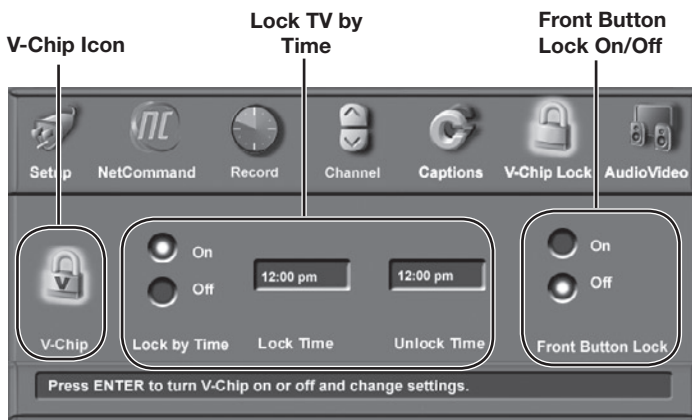 V-Chip Icon
Lock TV by
Time
Front Button
Lock On/Off
Setup NetCommand Record Channel Captions V-Chip Lock AudioVideo
On
Off
12:00 pm
12:00 pm
On
Off
V
V-Chip Lock by Time Lock Time Unlock Time Front Button Lock
Press ENTER to turn V-Chip on or off and change settings.